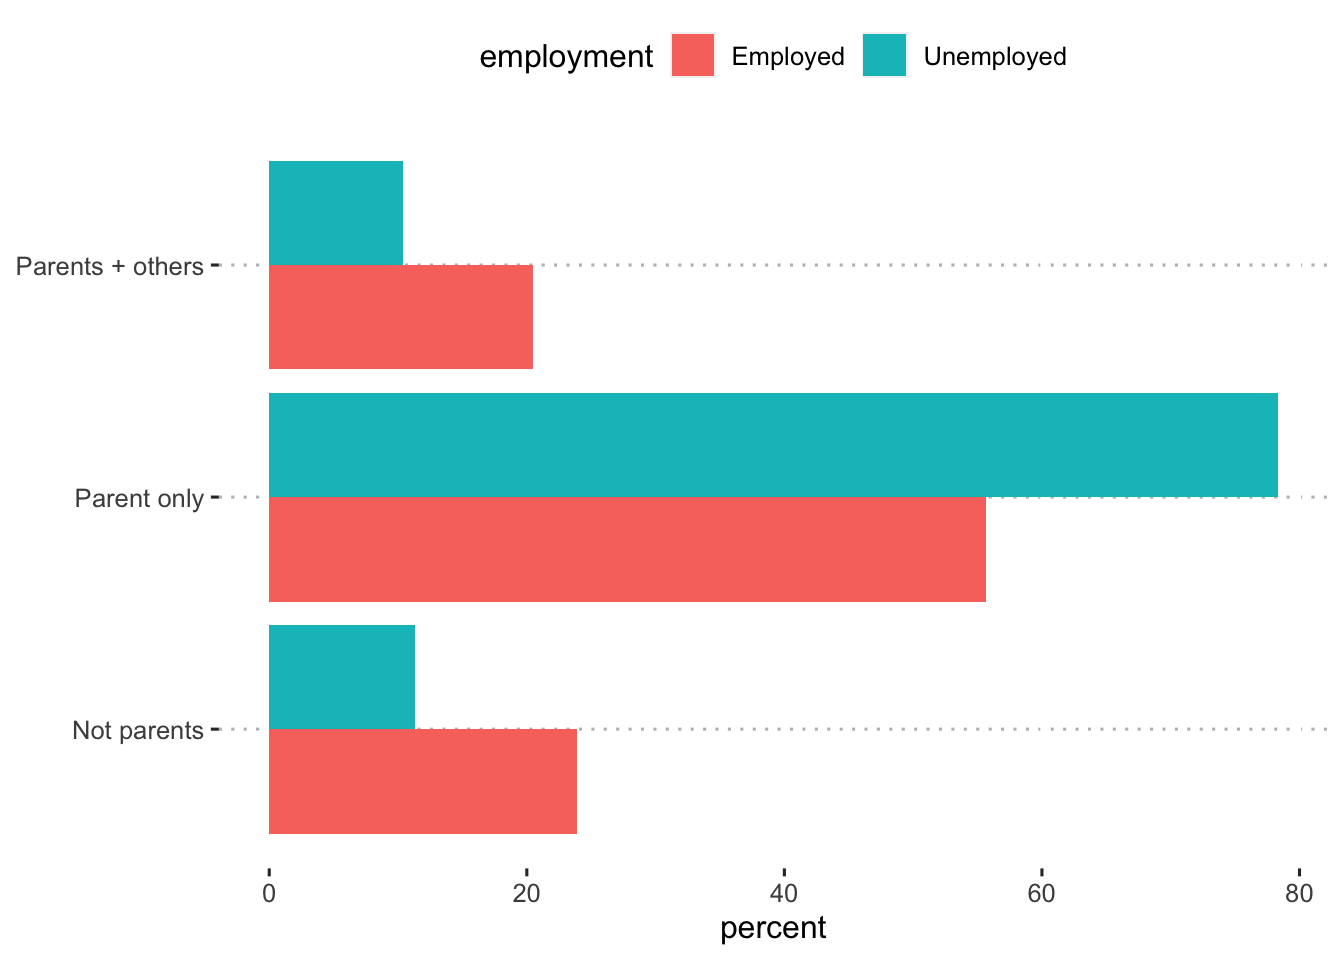 employment Employed Unemployed
Parents + others
Parent only
Not parents
0 20 40 60 80
percent